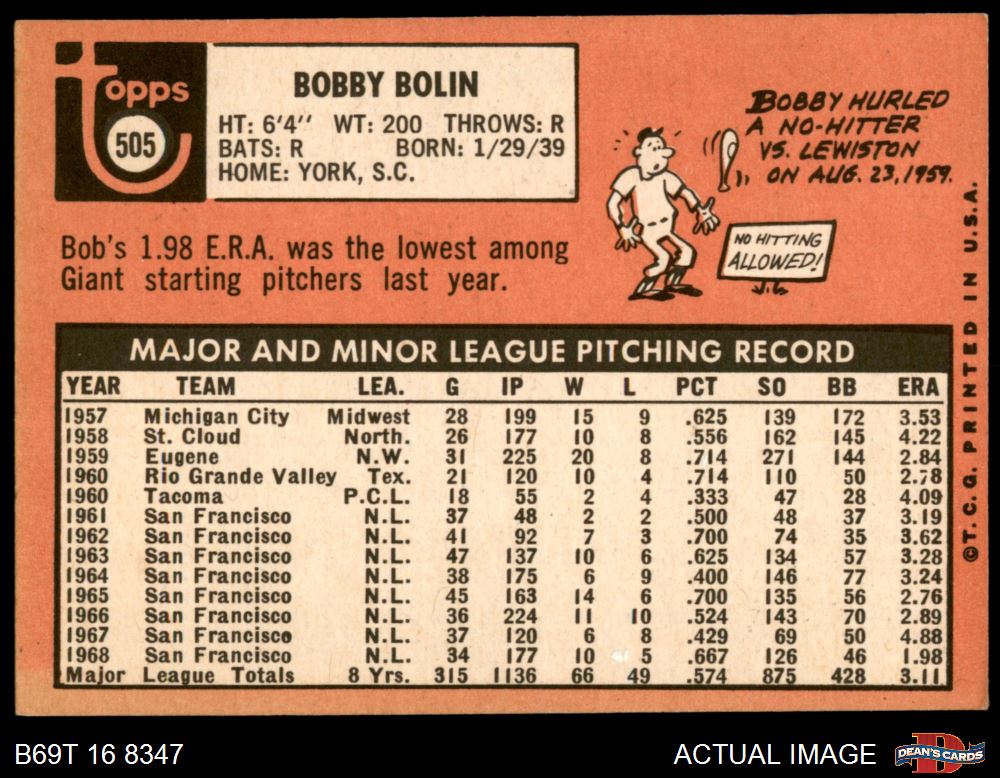 Topps
505
BOBBY BOLIN
HT: 6'4" WT: 200 THROWS: R
BATS: R BORN: 1/29/39
HOME: YORK, S.C.
BOBBY HURLED
A NO-HITTER
VS. LEWISTON
ON AUG. 23, 1959.
NO HITTING
ALLOWED!
Bob's 1.98 E.R.A. was the lowest among
Giant starting pitchers last year.
MAJOR AND MINOR LEAGUE PITCHING RECORD
YEAR TEAM LEA. G IP W L PCT SO BB ERA
1957 Michigan City Midwest 28 199 15 9 .625 139 172 3.53
1958 St. Cloud North. 26 177 10 8 .556 162 145 4.22
1959 Eugene N.W. 31 225 20 8 .714 271 144 2.84
1960 Rio Grande Valley Tex. 21 120 10 4 .714 110 50 2.78
1960 Tacoma P.C.L. 18 55 2 4 .333 47 28 4.09
1961 San Francisco N.L. 37 48 2 2 .500 48 37 3.19
1962 San Francisco N.L. 41 92 7 3 .700 74 35 3.62
1963 San Francisco N.L. 47 137 10 6 .625 134 57 3.28
1964 San Francisco N.L. 38 175 6 9 .400 146 77 3.24
1965 San Francisco N.L. 45 163 14 6 .700 135 56 2.76
1966 San Francisco N.L. 36 224 11 10 .524 143 70 2.89
1967 San Francisco N.L. 37 120 6 8 .429 69 50 4.88
1968 San Francisco N.L. 34 177 10 5 .667 126 46 1.98
Major League Totals 8 Yrs. 315 1136 66 49 .574 875 428 3.11
©T.C.G. PRINTED IN U.S.A.
B69T 16 8347
ACTUAL IMAGE
DEAN'S CARDS